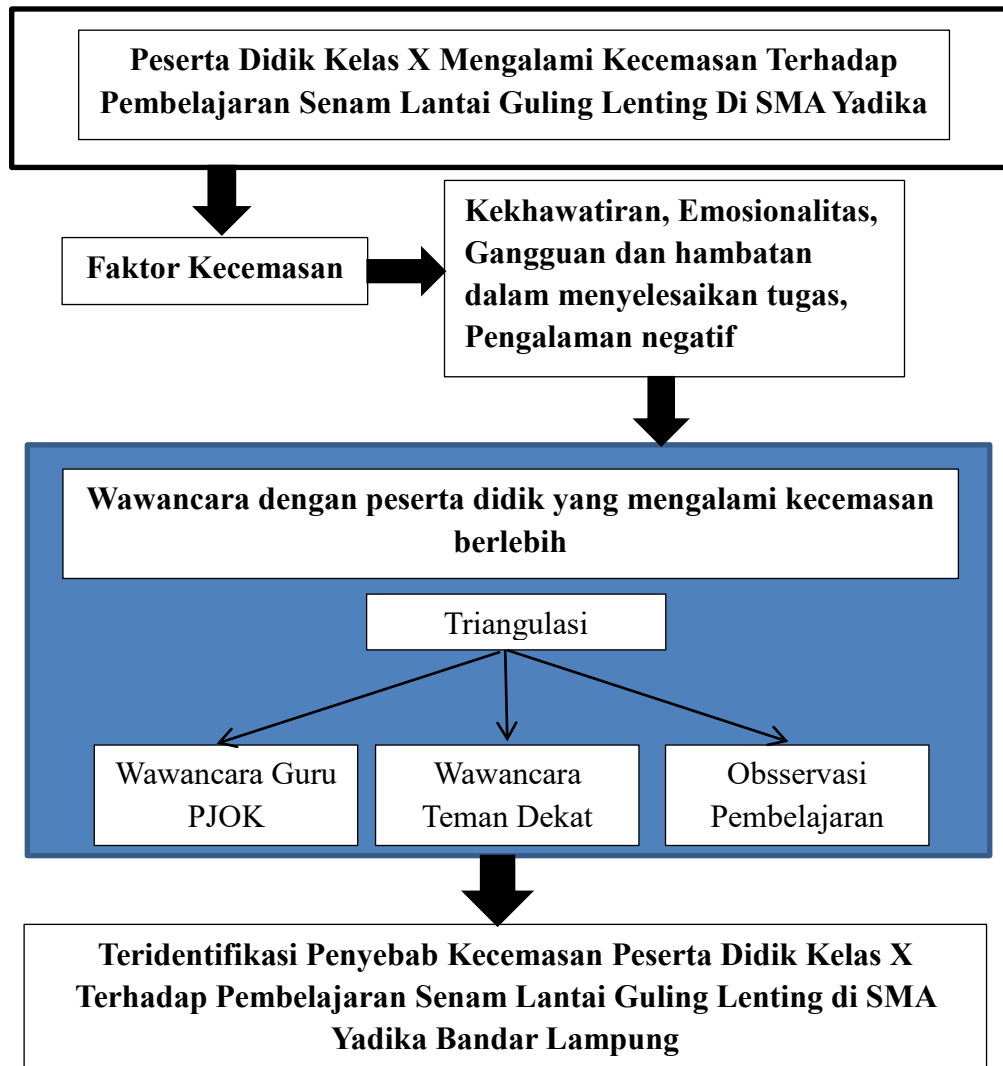 Peserta Didik Kelas X Mengalami Kecemasan Terhadap
Pembelajaran Senam Lantai Guling Lenting Di SMA Yadika
Faktor Kecemasan
Kekhawatiran, Emosionalitas,
Gangguan dan hambatan
dalam menyelesaikan tugas,
Pengalaman negatif
Wawancara dengan peserta didik yang mengalami kecemasan
berlebih
Triangulasi
Wawancara Guru
PJOK
Wawancara
Teman Dekat
Obsservasi
Pembelajaran
Teridentifikasi Penyebab Kecemasan Peserta Didik Kelas X
Terhadap Pembelajaran Senam Lantai Guling Lenting di SMA
Yadika Bandar Lampung